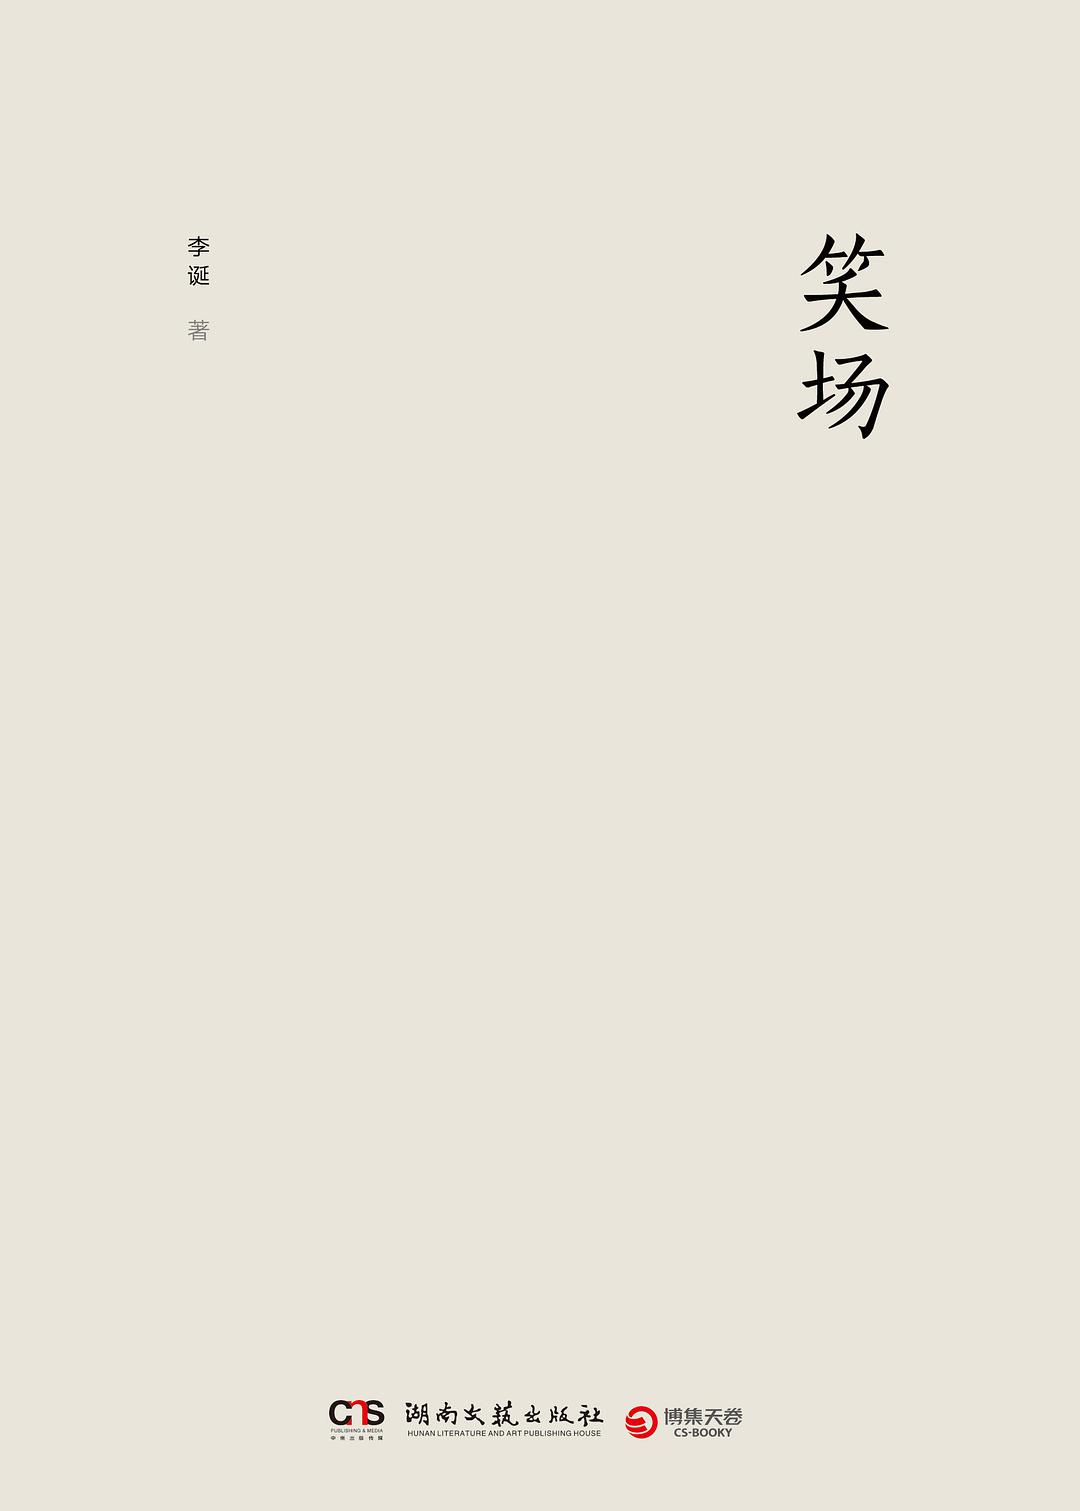 笑场
李诞 著
cns
PUBLISHING & MEDIA
中南出版传媒
湖南文艺出版社
HUNAN LITERATURE AND ART PUBLISHING HOUSE
博集天卷
CS-BOOKY